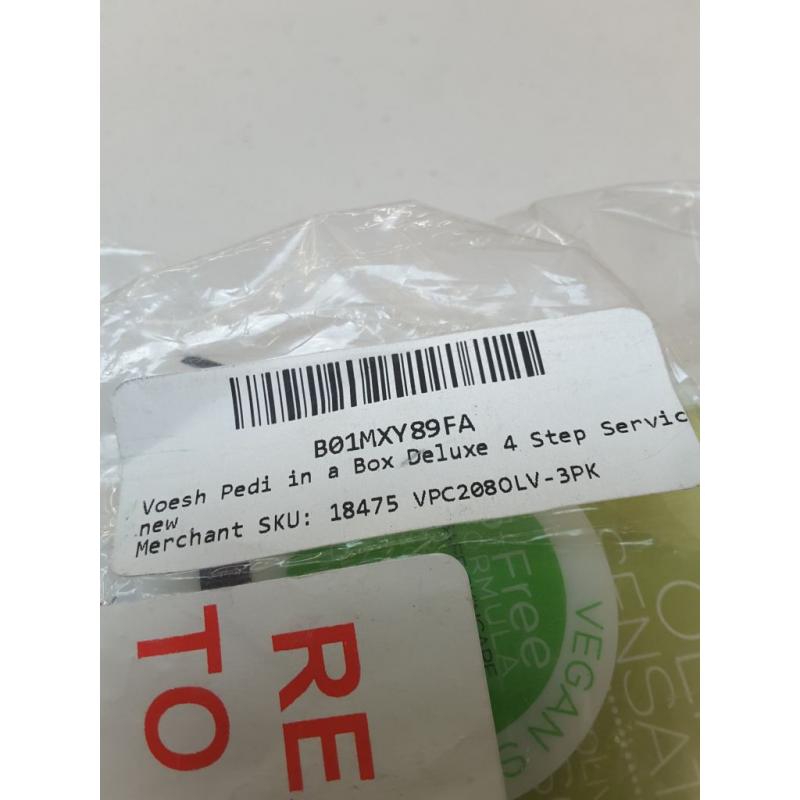 B01MXY89FA
Voesh Pedi in a Box Deluxe 4 Step Servic
new
Merchant SKU: 18475 VPC208OLV-3PK
RE
TO
Free
FORMULA
VEGAN